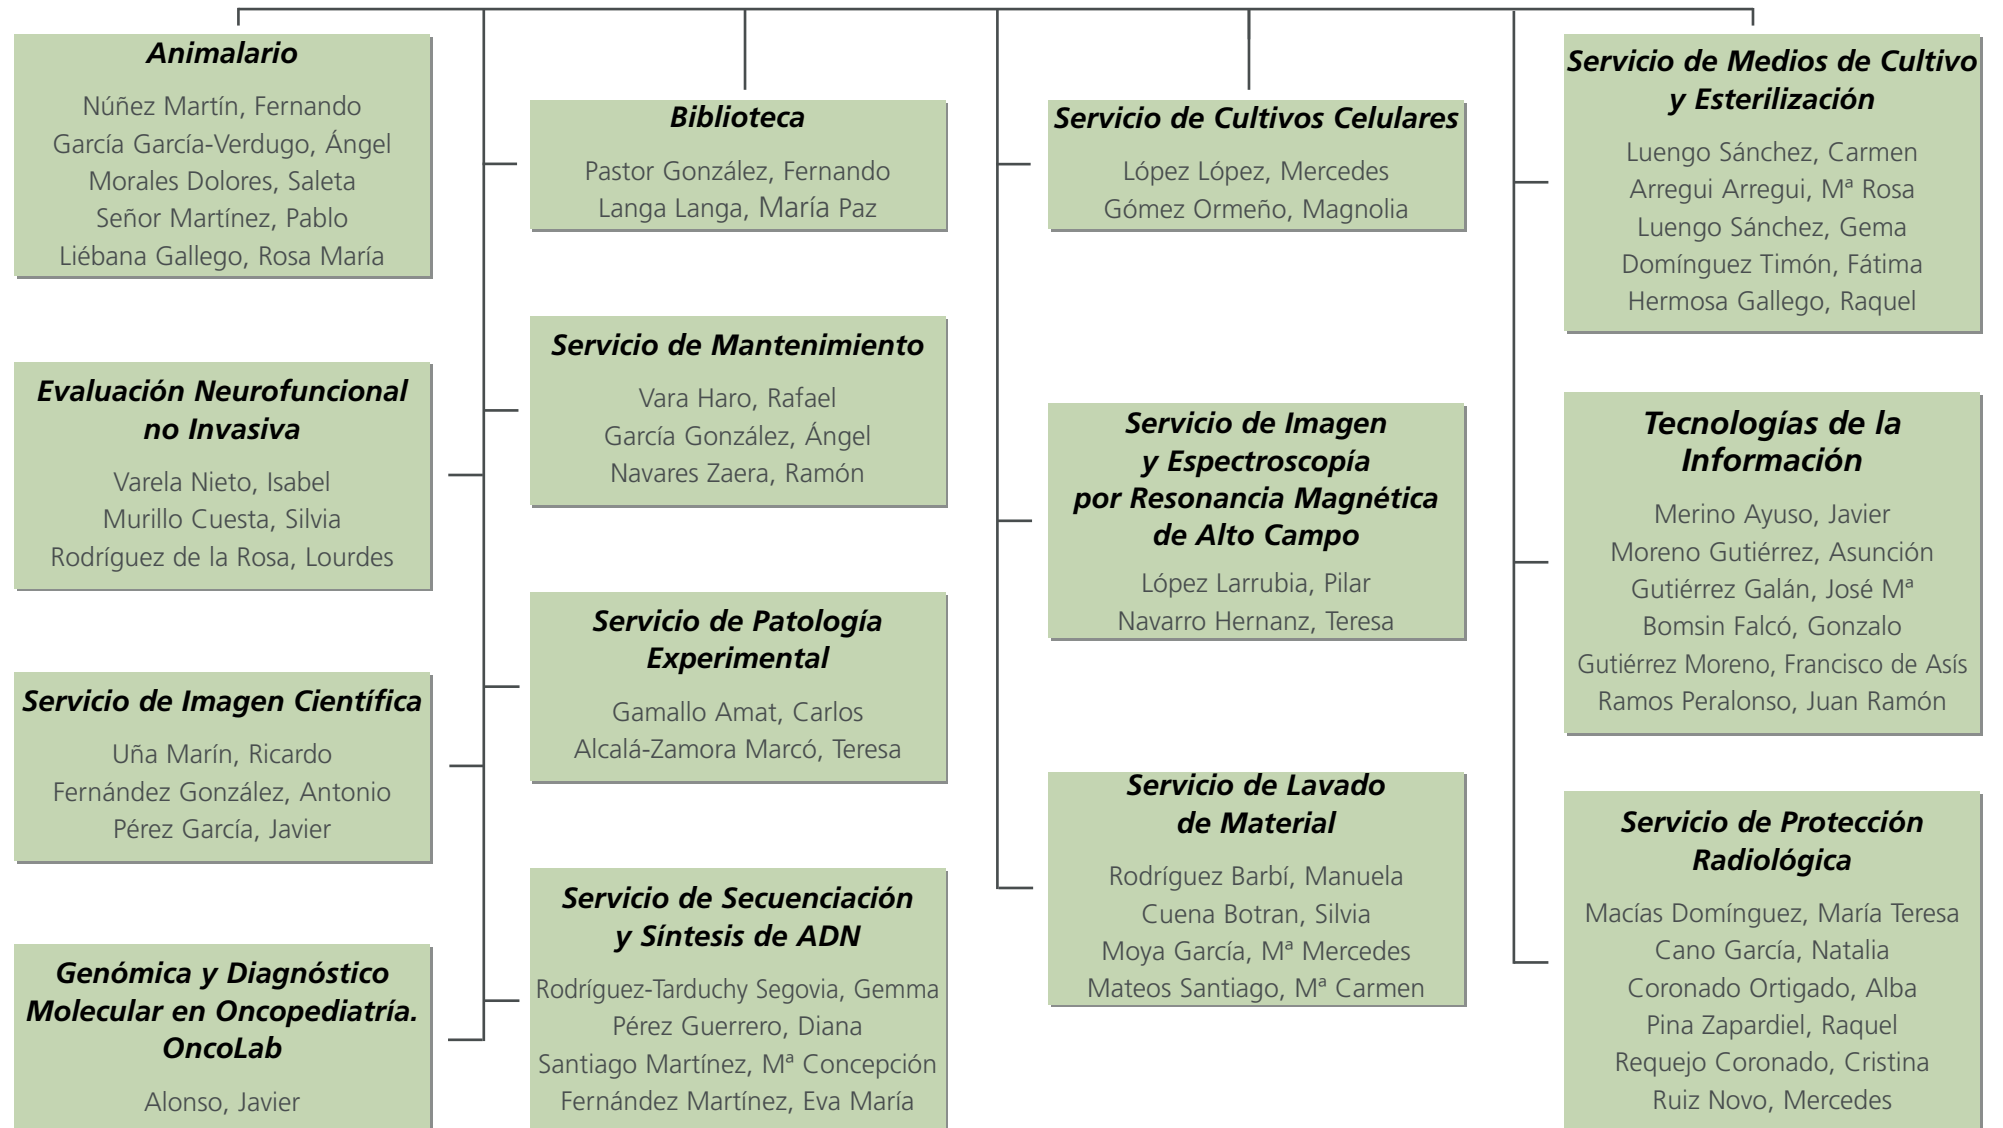 Animalario
Núñez Martín, Fernando
García García-Verdugo, Ángel
Morales Dolores, Saleta
Señor Martínez, Pablo
Liébana Gallego, Rosa María
Evaluación Neurofuncional
no Invasiva
Varela Nieto, Isabel
Murillo Cuesta, Silvia
Rodríguez de la Rosa, Lourdes
Servicio de Imagen Científica
Uña Marín, Ricardo
Fernández González, Antonio
Pérez García, Javier
Genómica y Diagnóstico
Molecular en Oncopediatría.
OncoLab
Alonso, Javier
Biblioteca
Pastor González, Fernando
Langa Langa, María Paz
Servicio de Mantenimiento
Vara Haro, Rafael
García González, Ángel
Navares Zaera, Ramón
Servicio de Patología
Experimental
Gamallo Amat, Carlos
Alcalá-Zamora Marcó, Teresa
Servicio de Secuenciación
y Síntesis de ADN
Rodríguez-Tarduchy Segovia, Gemma
Pérez Guerrero, Diana
Santiago Martínez, Mª Concepción
Fernández Martínez, Eva María
Servicio de Cultivos Celulares
López López, Mercedes
Gómez Ormeño, Magnolia
Servicio de Imagen
y Espectroscopía
por Resonancia Magnética
de Alto Campo
López Larrubia, Pilar
Navarro Hernanz, Teresa
Servicio de Lavado
de Material
Rodríguez Barbí, Manuela
Cuena Botran, Silvia
Moya García, Mª Mercedes
Mateos Santiago, Mª Carmen
Servicio de Medios de Cultivo
y Esterilización
Luengo Sánchez, Carmen
Arregui Arregui, Mª Rosa
Luengo Sánchez, Gema
Domínguez Timón, Fátima
Hermosa Gallego, Raquel
Tecnologías de la
Información
Merino Ayuso, Javier
Moreno Gutiérrez, Asunción
Gutiérrez Galán, José Mª
Bomsin Falcó, Gonzalo
Gutiérrez Moreno, Francisco de Asís
Ramos Peralonso, Juan Ramón
Servicio de Protección
Radiológica
Macías Domínguez, María Teresa
Cano García, Natalia
Coronado Ortigado, Alba
Pina Zapardiel, Raquel
Requejo Coronado, Cristina
Ruiz Novo, Mercedes